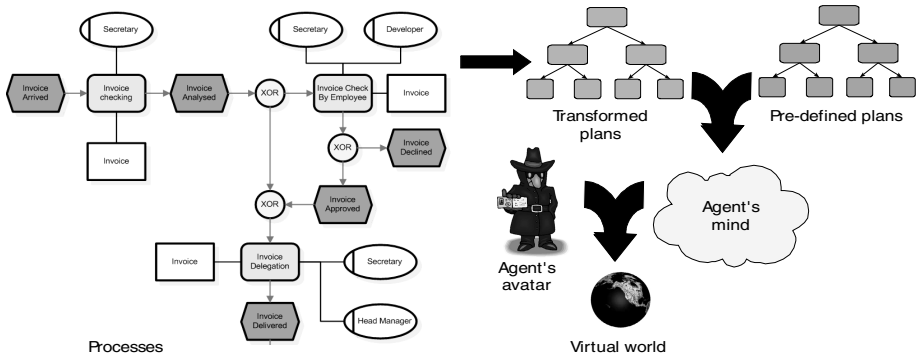 Secretary
Secretary
Developer
Invoice
Arrived
Invoice
checking
Invoice
Analysed
XOR
Invoice Check
By Employee
Invoice
Invoice
XOR
Invoice
Declined
XOR
Invoice
Approved
Invoice
Invoice
Delegation
Secretary
Invoice
Delivered
Head Manager
Processes
Transformed
plans
Pre-defined plans
Agent's
mind
Agent's
avatar
Virtual world